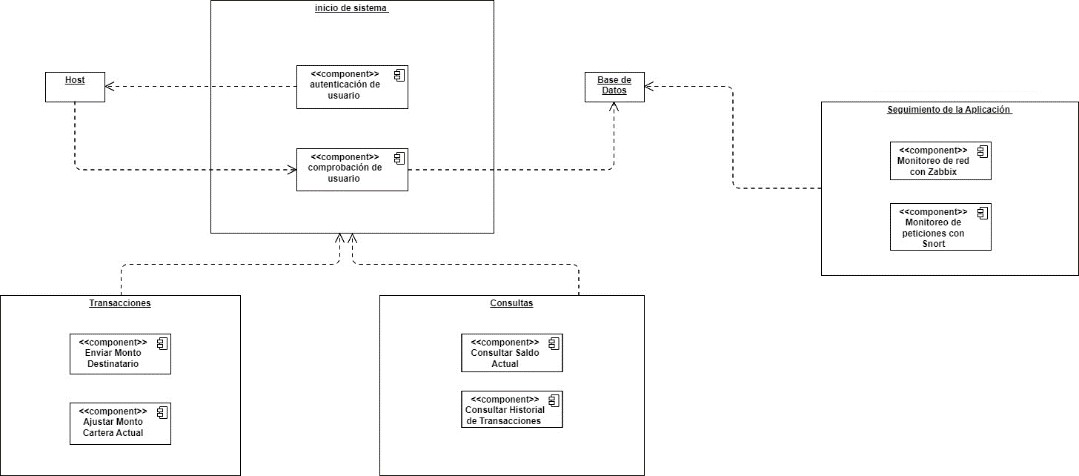 inicio de sistema
<<component>>
autenticación de
usuario
<<component>>
comprobación de
usuario
Host
Base de
Datos
Seguimiento de la Aplicación
<<component>>
Monitoreo de red
con Zabbix
<<component>>
Monitoreo de
peticiones con
Snort
Transacciones
<<component>>
Enviar Monto
Destinatario
<<component>>
Ajustar Monto
Cartera Actual
Consultas
<<component>>
Consultar Saldo
Actual
<<component>>
Consultar Historial
de Transacciones